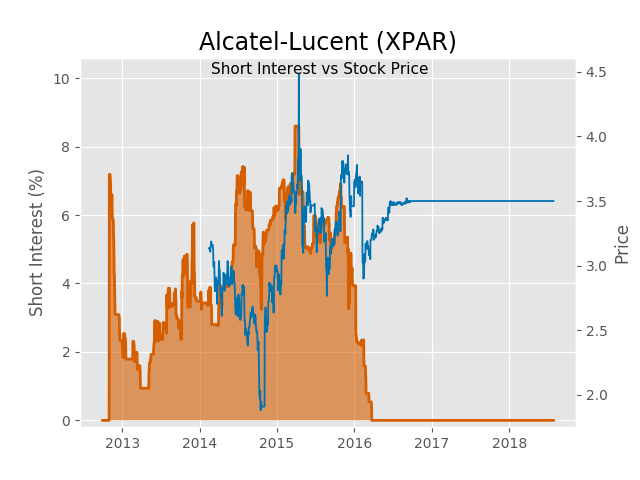 Alcatel-Lucent (XPAR)
Short Interest vs Stock Price
Short Interest (%)
10
8
6
4
2
0
4.5
4.0
3.5
3.0
2.5
2.0
Price
2013 2014 2015 2016 2017 2018